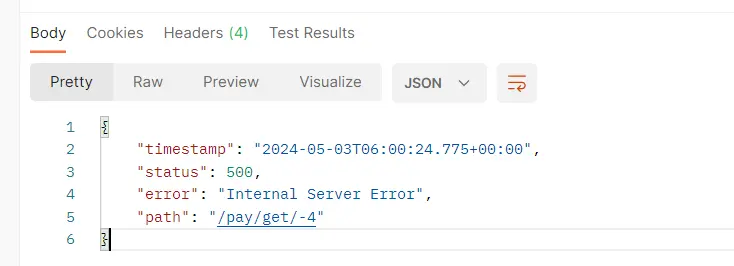 Body Cookies Headers (4) Test Results
Pretty Raw Preview Visualize JSON
1 {
2 "timestamp": "2024-05-03T06:00:24.775+00:00",
3 "status": 500,
4 "error": "Internal Server Error",
5 "path": "/pay/get/-4"
6 }